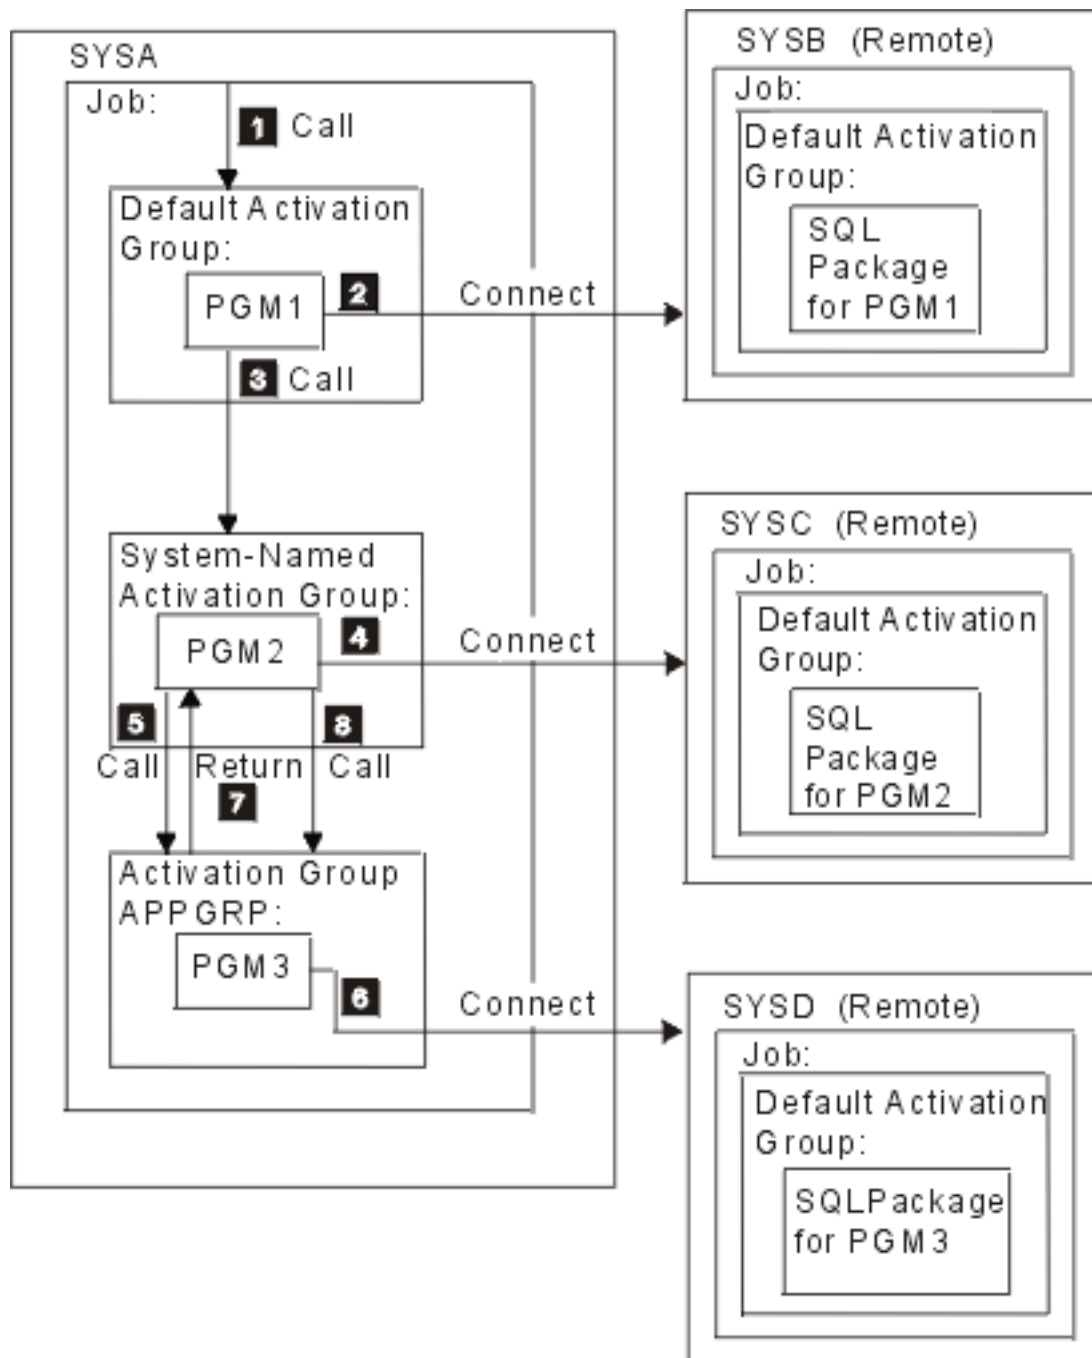 SYSA
Job:
1 Call
Default Activation
Group:
PGM1
2
Connect
3 Call
System-Named
Activation Group:
PGM2
4
Connect
5
8
Call
Return
Call
7
Activation Group
APPGRP:
PGM3
6
Connect
SYSB (Remote)
Job:
Default Activation
Group:
SQL
Package
for PGM1
SYSC (Remote)
Job:
Default Activation
Group:
SQL
Package
for PGM2
SYSD (Remote)
Job:
Default Activation
Group:
SQLPackage
for PGM3